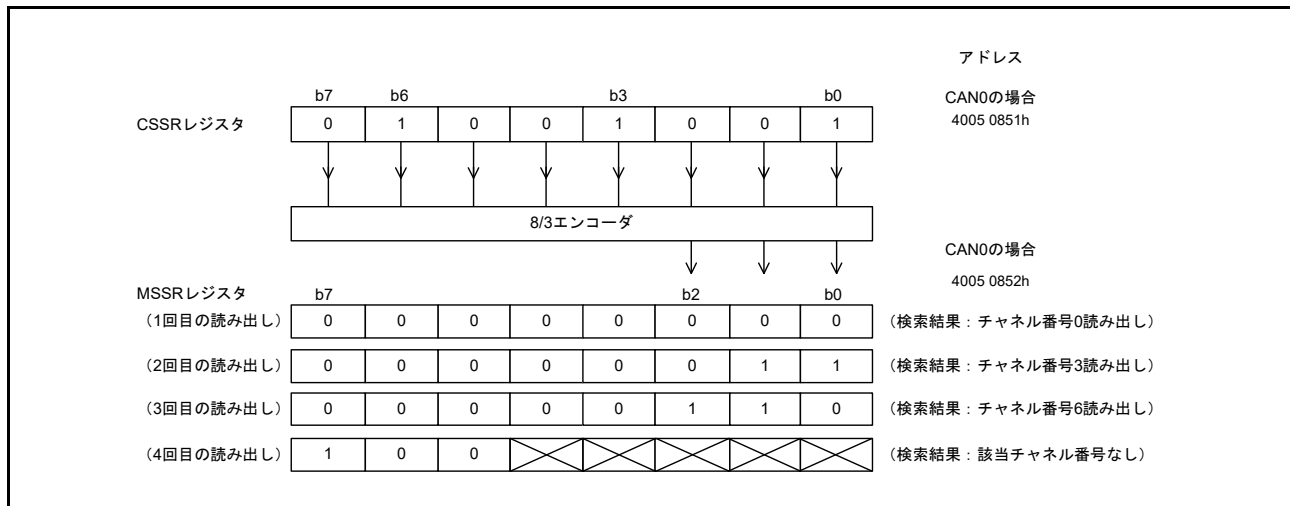 アドレス
b7 b6 b3 b0 CAN0の場合
CSSRレジスタ 0 1 0 0 1 0 0 1 4005 0851h
8/3エンコーダ
CAN0の場合
4005 0852h
MSSRレジスタ b7 b2 b0
(1回目の読み出し) 0 0 0 0 0 0 0 0 (検索結果：チャネル番号0読み出し)
(2回目の読み出し) 0 0 0 0 0 0 1 1 (検索結果：チャネル番号3読み出し)
(3回目の読み出し) 0 0 0 0 0 1 1 0 (検索結果：チャネル番号6読み出し)
(4回目の読み出し) 1 0 0 (検索結果：該当チャネル番号なし)